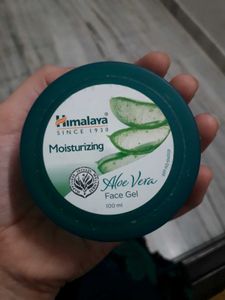 Himalaya
SINCE 1930
Moisturizing
Aloe Vera
Face Gel
100 ml